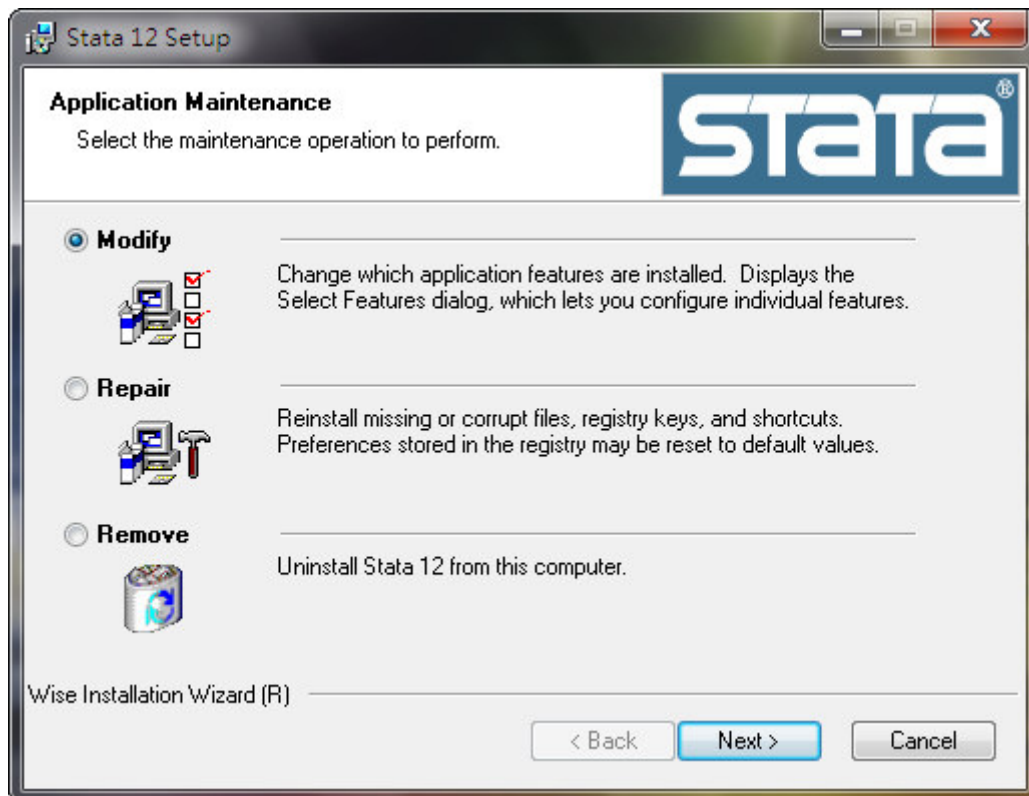 Stata 12 Setup
Application Maintenance
Select the maintenance operation to perform.
STaTa®
Modify
Change which application features are installed. Displays the
Select Features dialog, which lets you configure individual features.
Repair
Reinstall missing or corrupt files, registry keys, and shortcuts.
Preferences stored in the registry may be reset to default values.
Remove
Uninstall Stata 12 from this computer.
Wise Installation Wizard (R)
< Back
Next >
Cancel